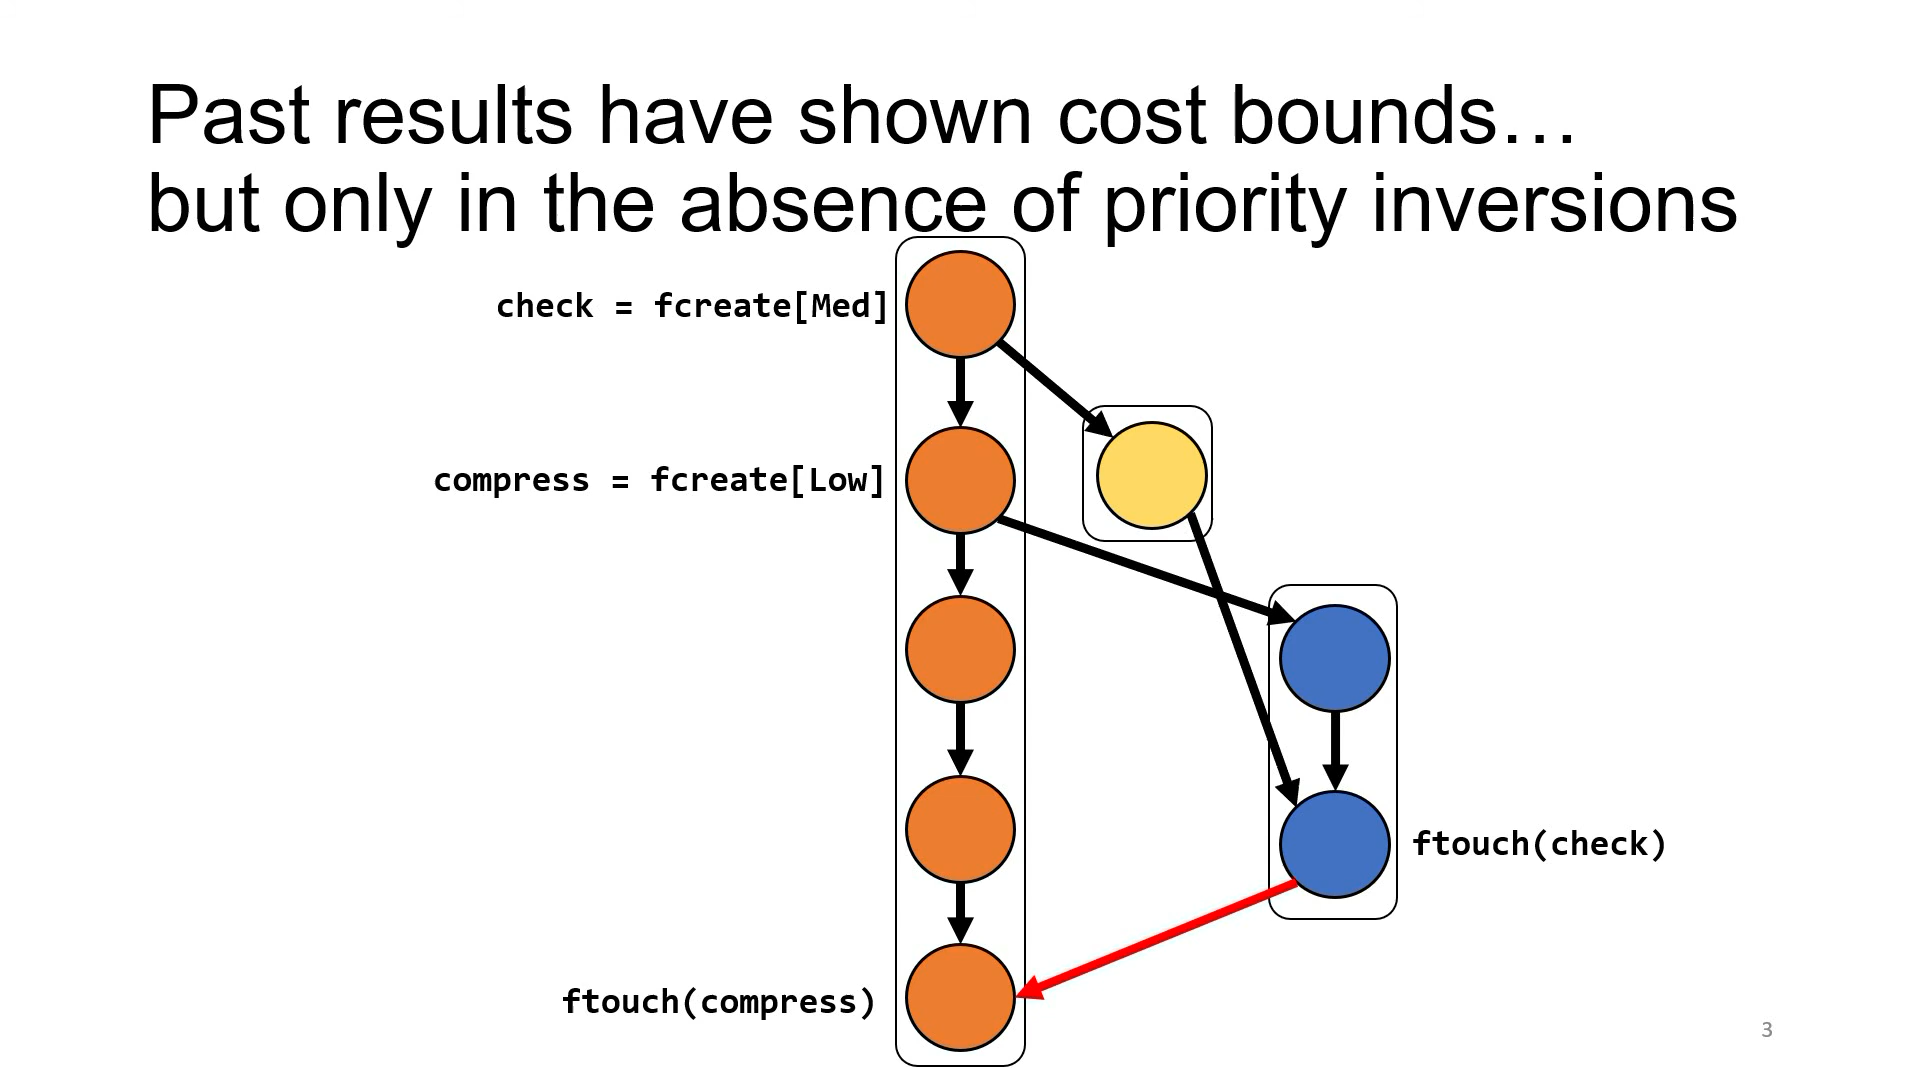 Past results have shown cost bounds…
but only in the absence of priority inversions
check = fcreate[Med]
compress = fcreate[Low]
ftouch(check)
ftouch(compress)
3